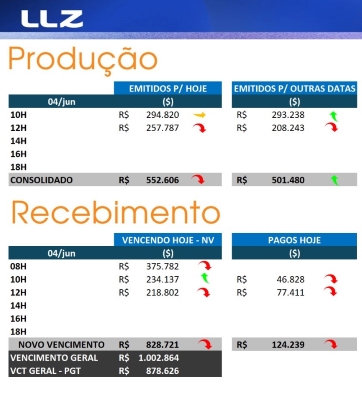 LLZ
Produção
EMITIDOS P/ HOJE EMITIDOS P/ OUTRAS DATAS
04/jun ($) ($)
10H R$ 294.820 R$ 293.238
12H R$ 257.787 R$ 208.243
14H
16H
18H
CONSOLIDADO R$ 552.606 R$ 501.480
Recebimento
VENCENDO HOJE - NV PAGOS HOJE
04/jun ($) ($)
08H R$ 375.782
10H R$ 234.137 R$ 46.828
12H R$ 218.802 R$ 77.411
14H
16H
18H
NOVO VENCIMENTO R$ 828.721 R$ 124.239
VENCIMENTO GERAL R$ 1.002.864
VCT GERAL - PGT R$ 878.626